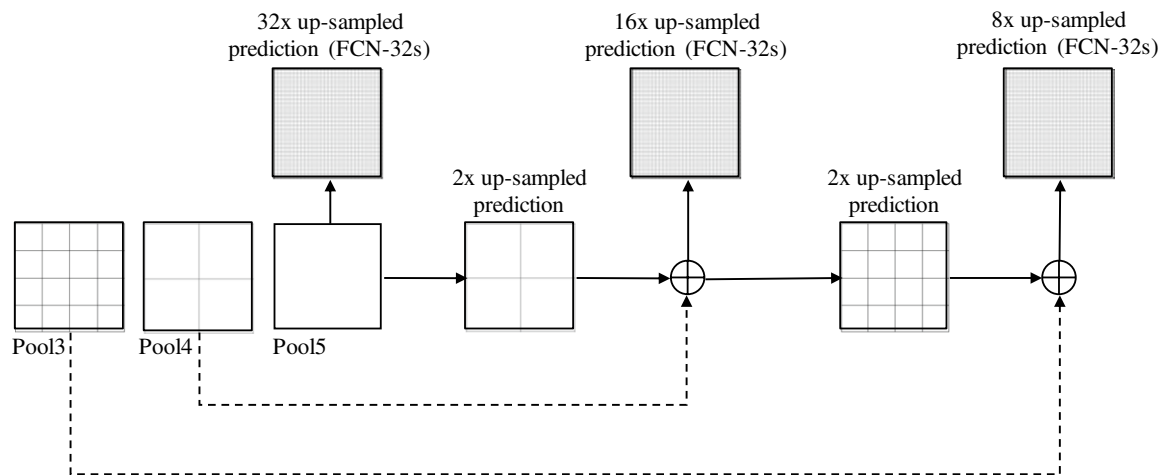 32x up-sampled
prediction (FCN-32s)
16x up-sampled
prediction (FCN-32s)
8x up-sampled
prediction (FCN-32s)
2x up-sampled
prediction
2x up-sampled
prediction
Pool3
Pool4
Pool5